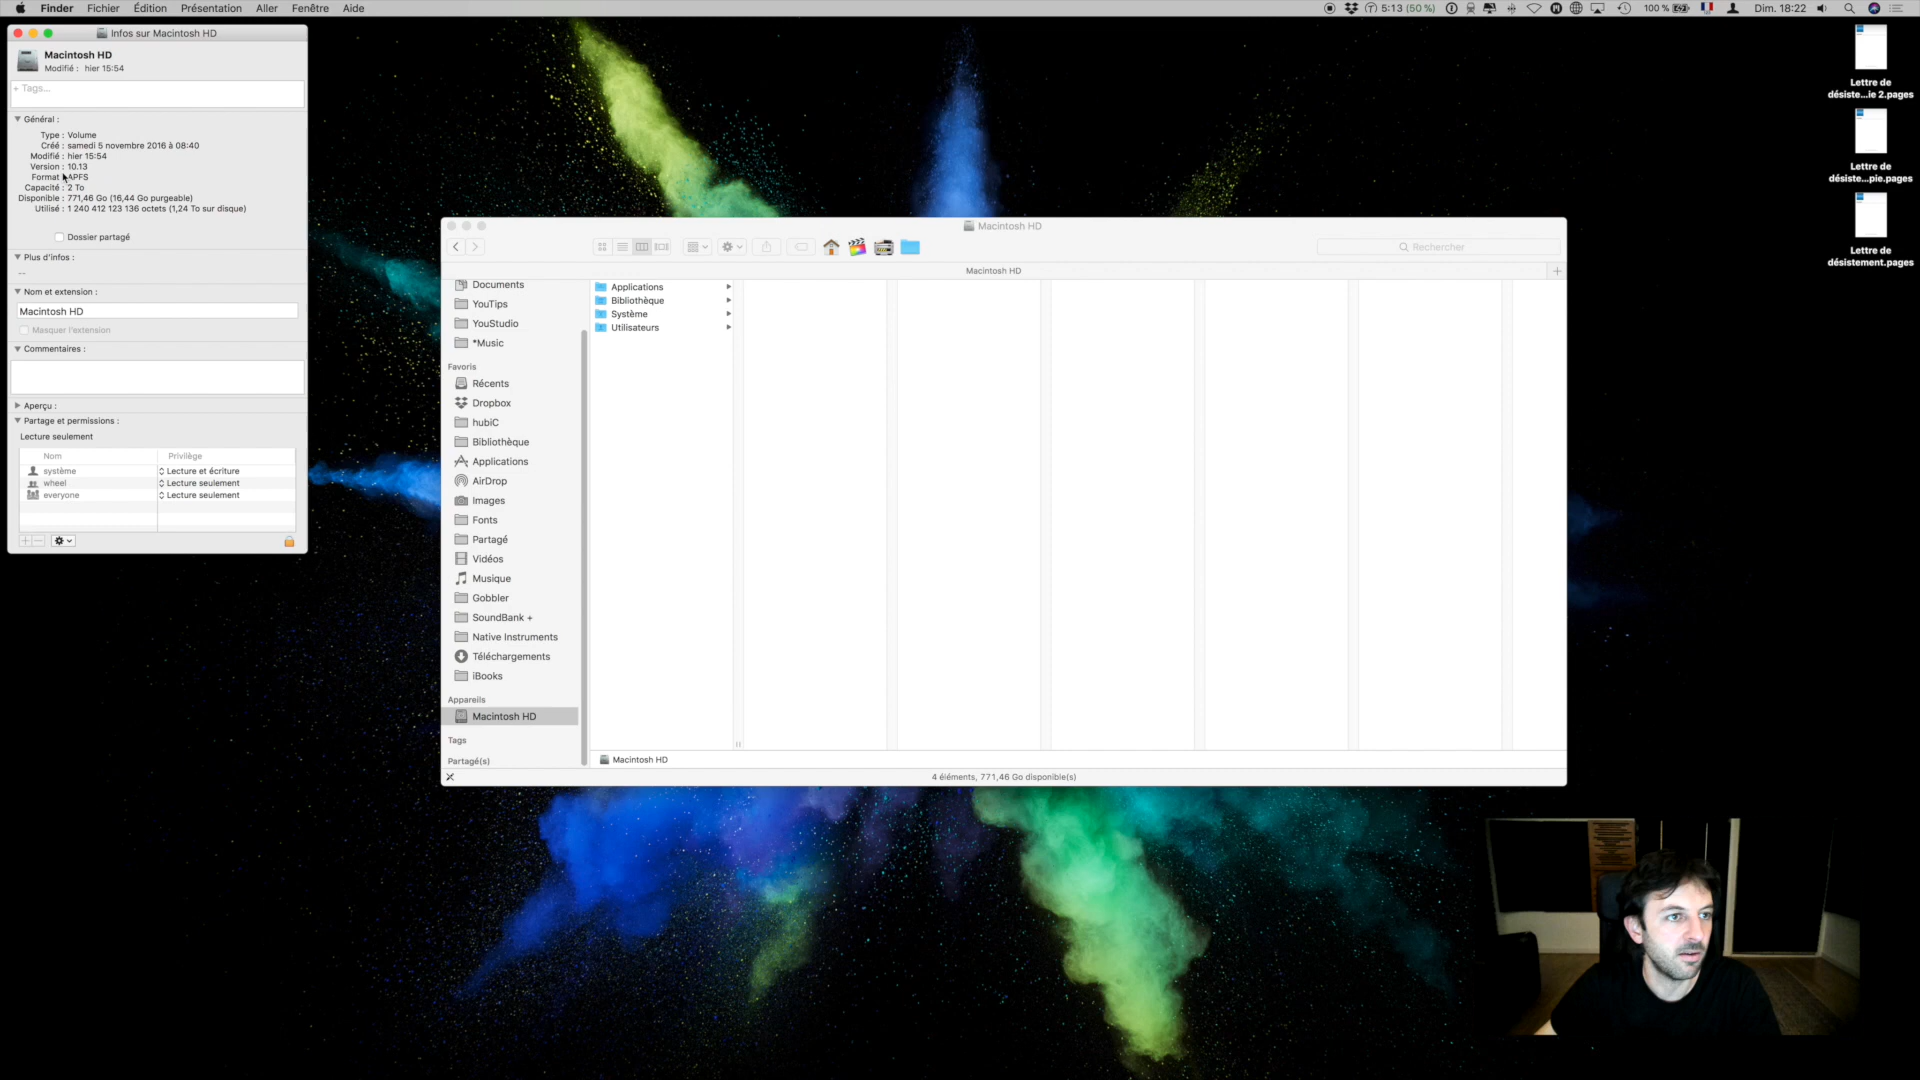 Finder Fichier Édition Présentation Aller Fenêtre Aide
5:13 (50 %) 100 % Dim. 18:22
Infos sur Macintosh HD
Macintosh HD
Modifié : hier 15:54
+ Tags...
Général :
Type : Volume
Créé : samedi 5 novembre 2016 à 08:40
Modifié : hier 15:54
Version : 10.13
Format APFS
Capacité : 2 To
Disponible : 771,46 Go (16,44 Go purgeable)
Utilisé : 1 240 412 123 136 octets (1,24 To sur disque)
Dossier partagé
Plus d'infos :
--
Nom et extension :
Macintosh HD
Masquer l'extension
Commentaires :
Aperçu :
Partage et permissions :
Lecture seulement
Nom Privilège
système Lecture et écriture
wheel Lecture seulement
everyone Lecture seulement
Macintosh HD
Rechercher
Macintosh HD
Documents
YouTips
YouStudio
*Music
Favoris
Récents
Dropbox
hubiC
Bibliothèque
Applications
AirDrop
Images
Fonts
Partagé
Vidéos
Musique
Gobbler
SoundBank +
Native Instruments
Téléchargements
iBooks
Appareils
Macintosh HD
Tags
Partagé(s)
Applications
Bibliothèque
Système
Utilisateurs
Macintosh HD
4 éléments, 771,46 Go disponible(s)
Lettre de
désiste...ie 2.pages
Lettre de
désiste...pie.pages
Lettre de
désistement.pages